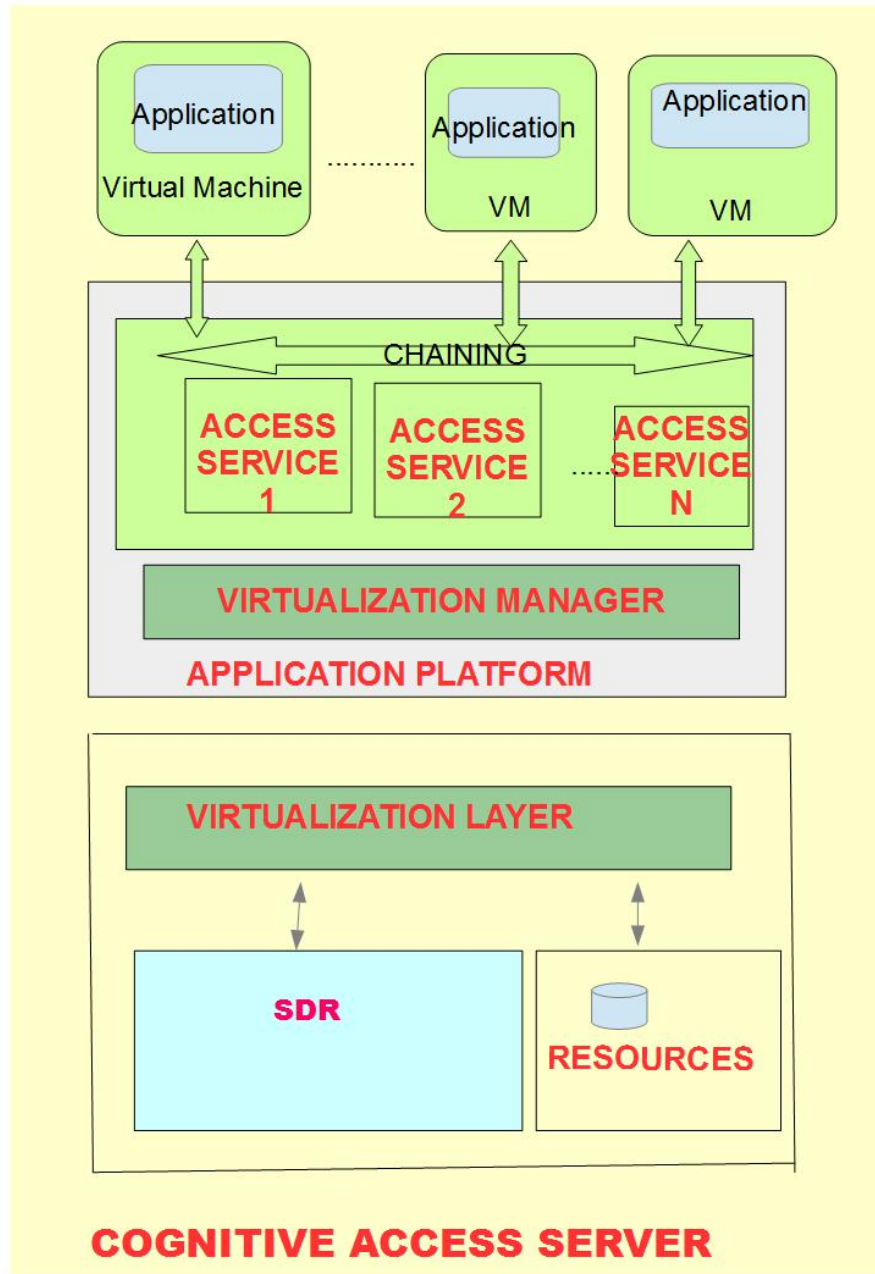 Application
Virtual Machine
...........
Application
VM
Application
VM
CHAINING
ACCESS
SERVICE
1
ACCESS
SERVICE
2
......
ACCESS
SERVICE
N
VIRTUALIZATION MANAGER
APPLICATION PLATFORM
VIRTUALIZATION LAYER
SDR
RESOURCES
COGNITIVE ACCESS SERVER